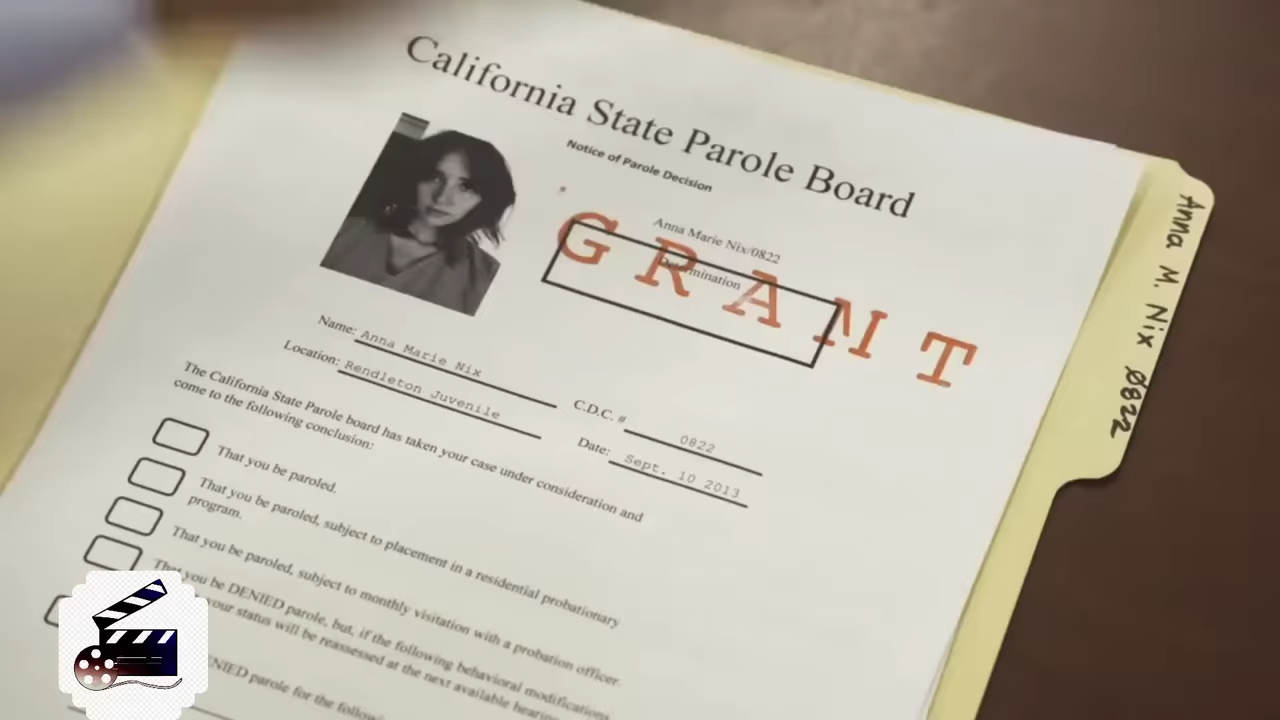 California State Parole Board
Notice of Parole Decision
Anna Marie Nix/0822
Determination
GRANT
Name: Anna Marie Nix
Location: Rendleton Juvenile
C.D.C. # 0822
Date: Sept. 10 2013
The California State Parole board has taken your case under consideration and
come to the following conclusion:
That you be paroled.
That you be paroled, subject to placement in a residential probationary
program.
That you be paroled, subject to monthly visitation with a probation officer.
That you be DENIED parole, but, if the following behavioral modifications
your status will be reassessed at the next available hearing
DENIED parole for the following
Anna M. Nix 0822